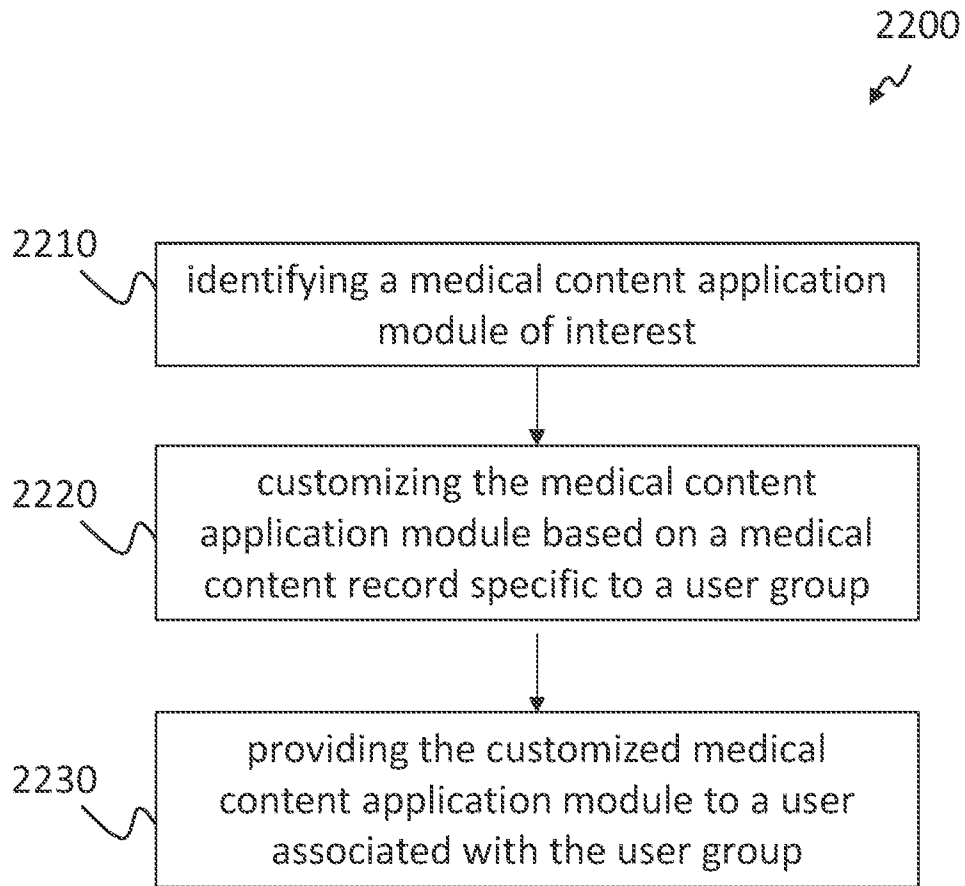 2200
2210
identifying a medical content application
module of interest
2220
customizing the medical content
application module based on a medical
content record specific to a user group
2230
providing the customized medical
content application module to a user
associated with the user group